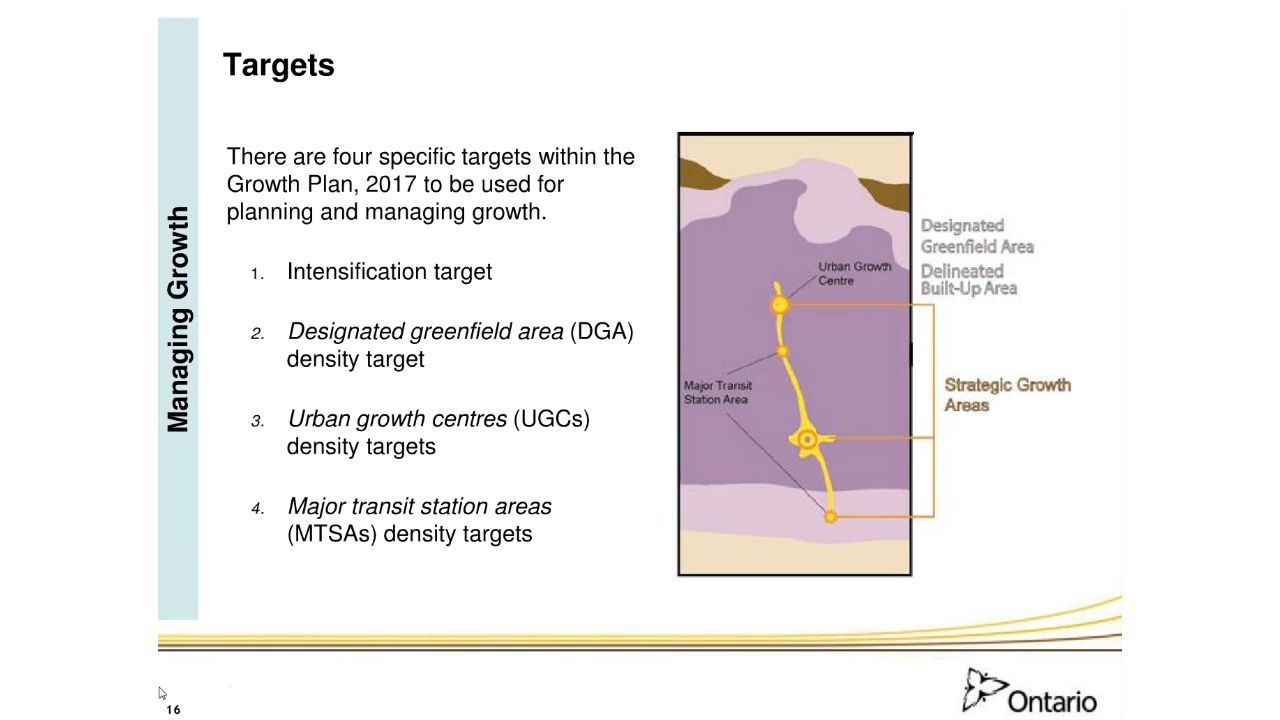 Targets
Managing Growth
There are four specific targets within the
Growth Plan, 2017 to be used for
planning and managing growth.
1. Intensification target
2. Designated greenfield area (DGA)
density target
3. Urban growth centres (UGCs)
density targets
4. Major transit station areas
(MTSAs) density targets
Designated
Greenfield Area
Delineated
Built-Up Area
Urban Growth
Centre
Major Transit
Station Area
Strategic Growth
Areas
16
Ontario